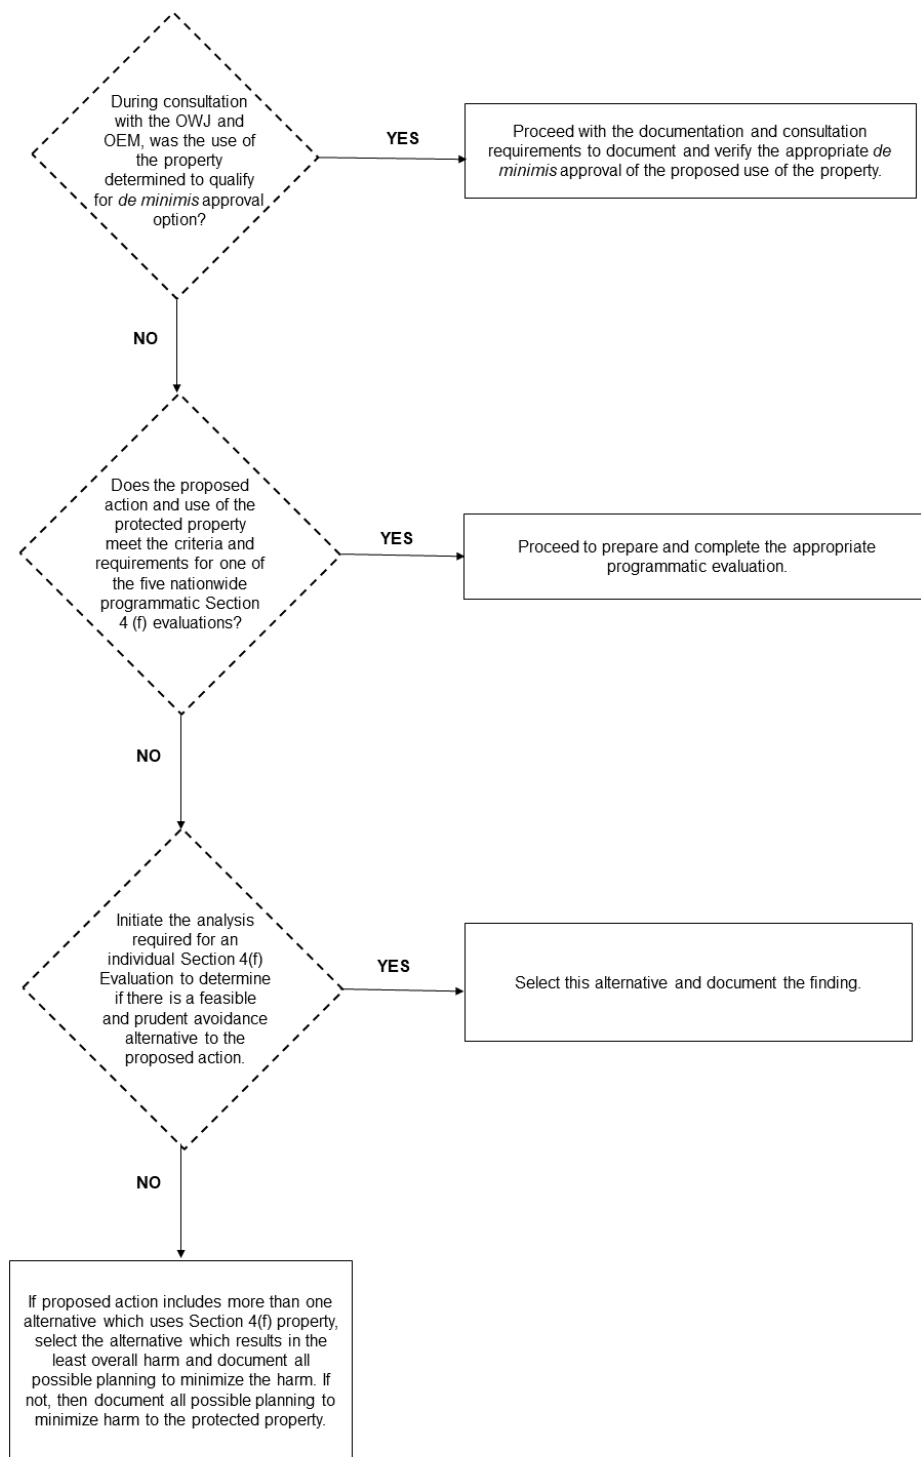 During consultation
with the OWJ and
OEM, was the use of
the property
determined to qualify
for de minimis approval
option?
YES
Proceed with the documentation and consultation
requirements to document and verify the appropriate de
minimis approval of the proposed use of the property.
NO
Does the proposed
action and use of the
protected property
meet the criteria and
requirements for one of
the five nationwide
programmatic Section
4 (f) evaluations?
YES
Proceed to prepare and complete the appropriate
programmatic evaluation.
NO
Initiate the analysis
required for an
individual Section 4(f)
Evaluation to determine
if there is a feasible
and prudent avoidance
alternative to the
proposed action.
YES
Select this alternative and document the finding.
NO
If proposed action includes more than one
alternative which uses Section 4(f) property,
select the alternative which results in the
least overall harm and document all
possible planning to minimize the harm. If
not, then document all possible planning to
minimize harm to the protected property.